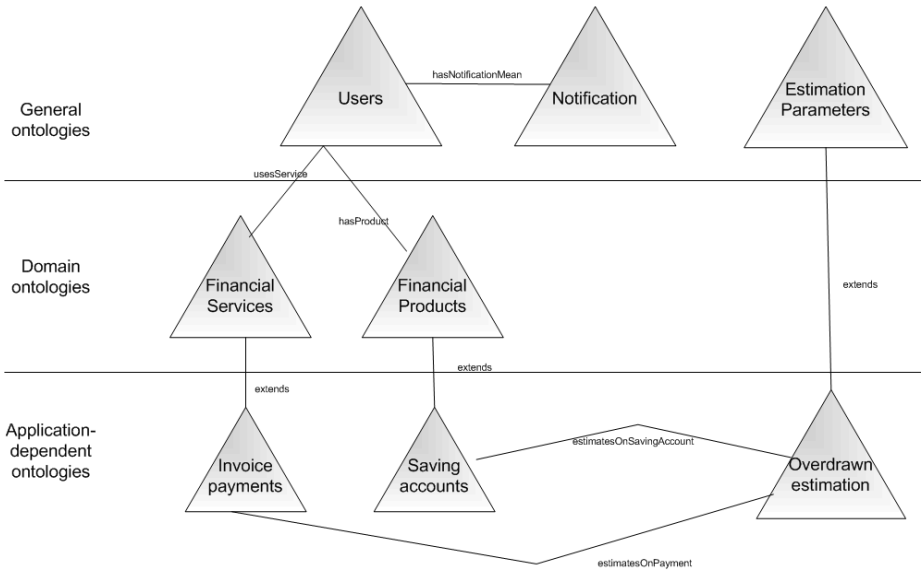 hasNotificationMean
Users
Notification
Estimation
Parameters
General
ontologies
usesService
hasProduct
Domain
ontologies
Financial
Services
Financial
Products
extends
extends
extends
Application-
dependent
ontologies
Invoice
payments
Saving
accounts
estimatesOnSavingAccount
Overdrawn
estimation
estimatesOnPayment